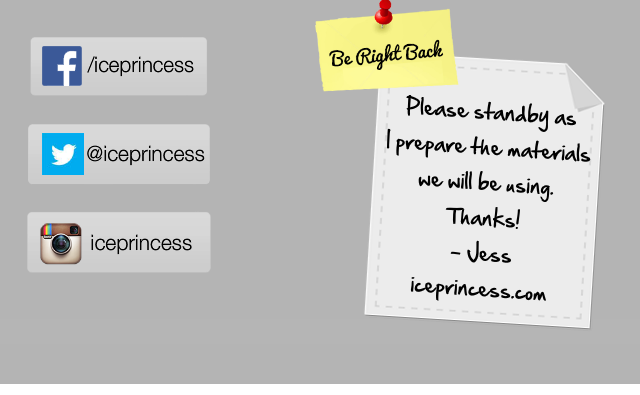 /iceprincess
@iceprincess
iceprincess
Be Right Back
Please standby as
I prepare the materials
we will be using.
Thanks!
- Jess
iceprincess.com